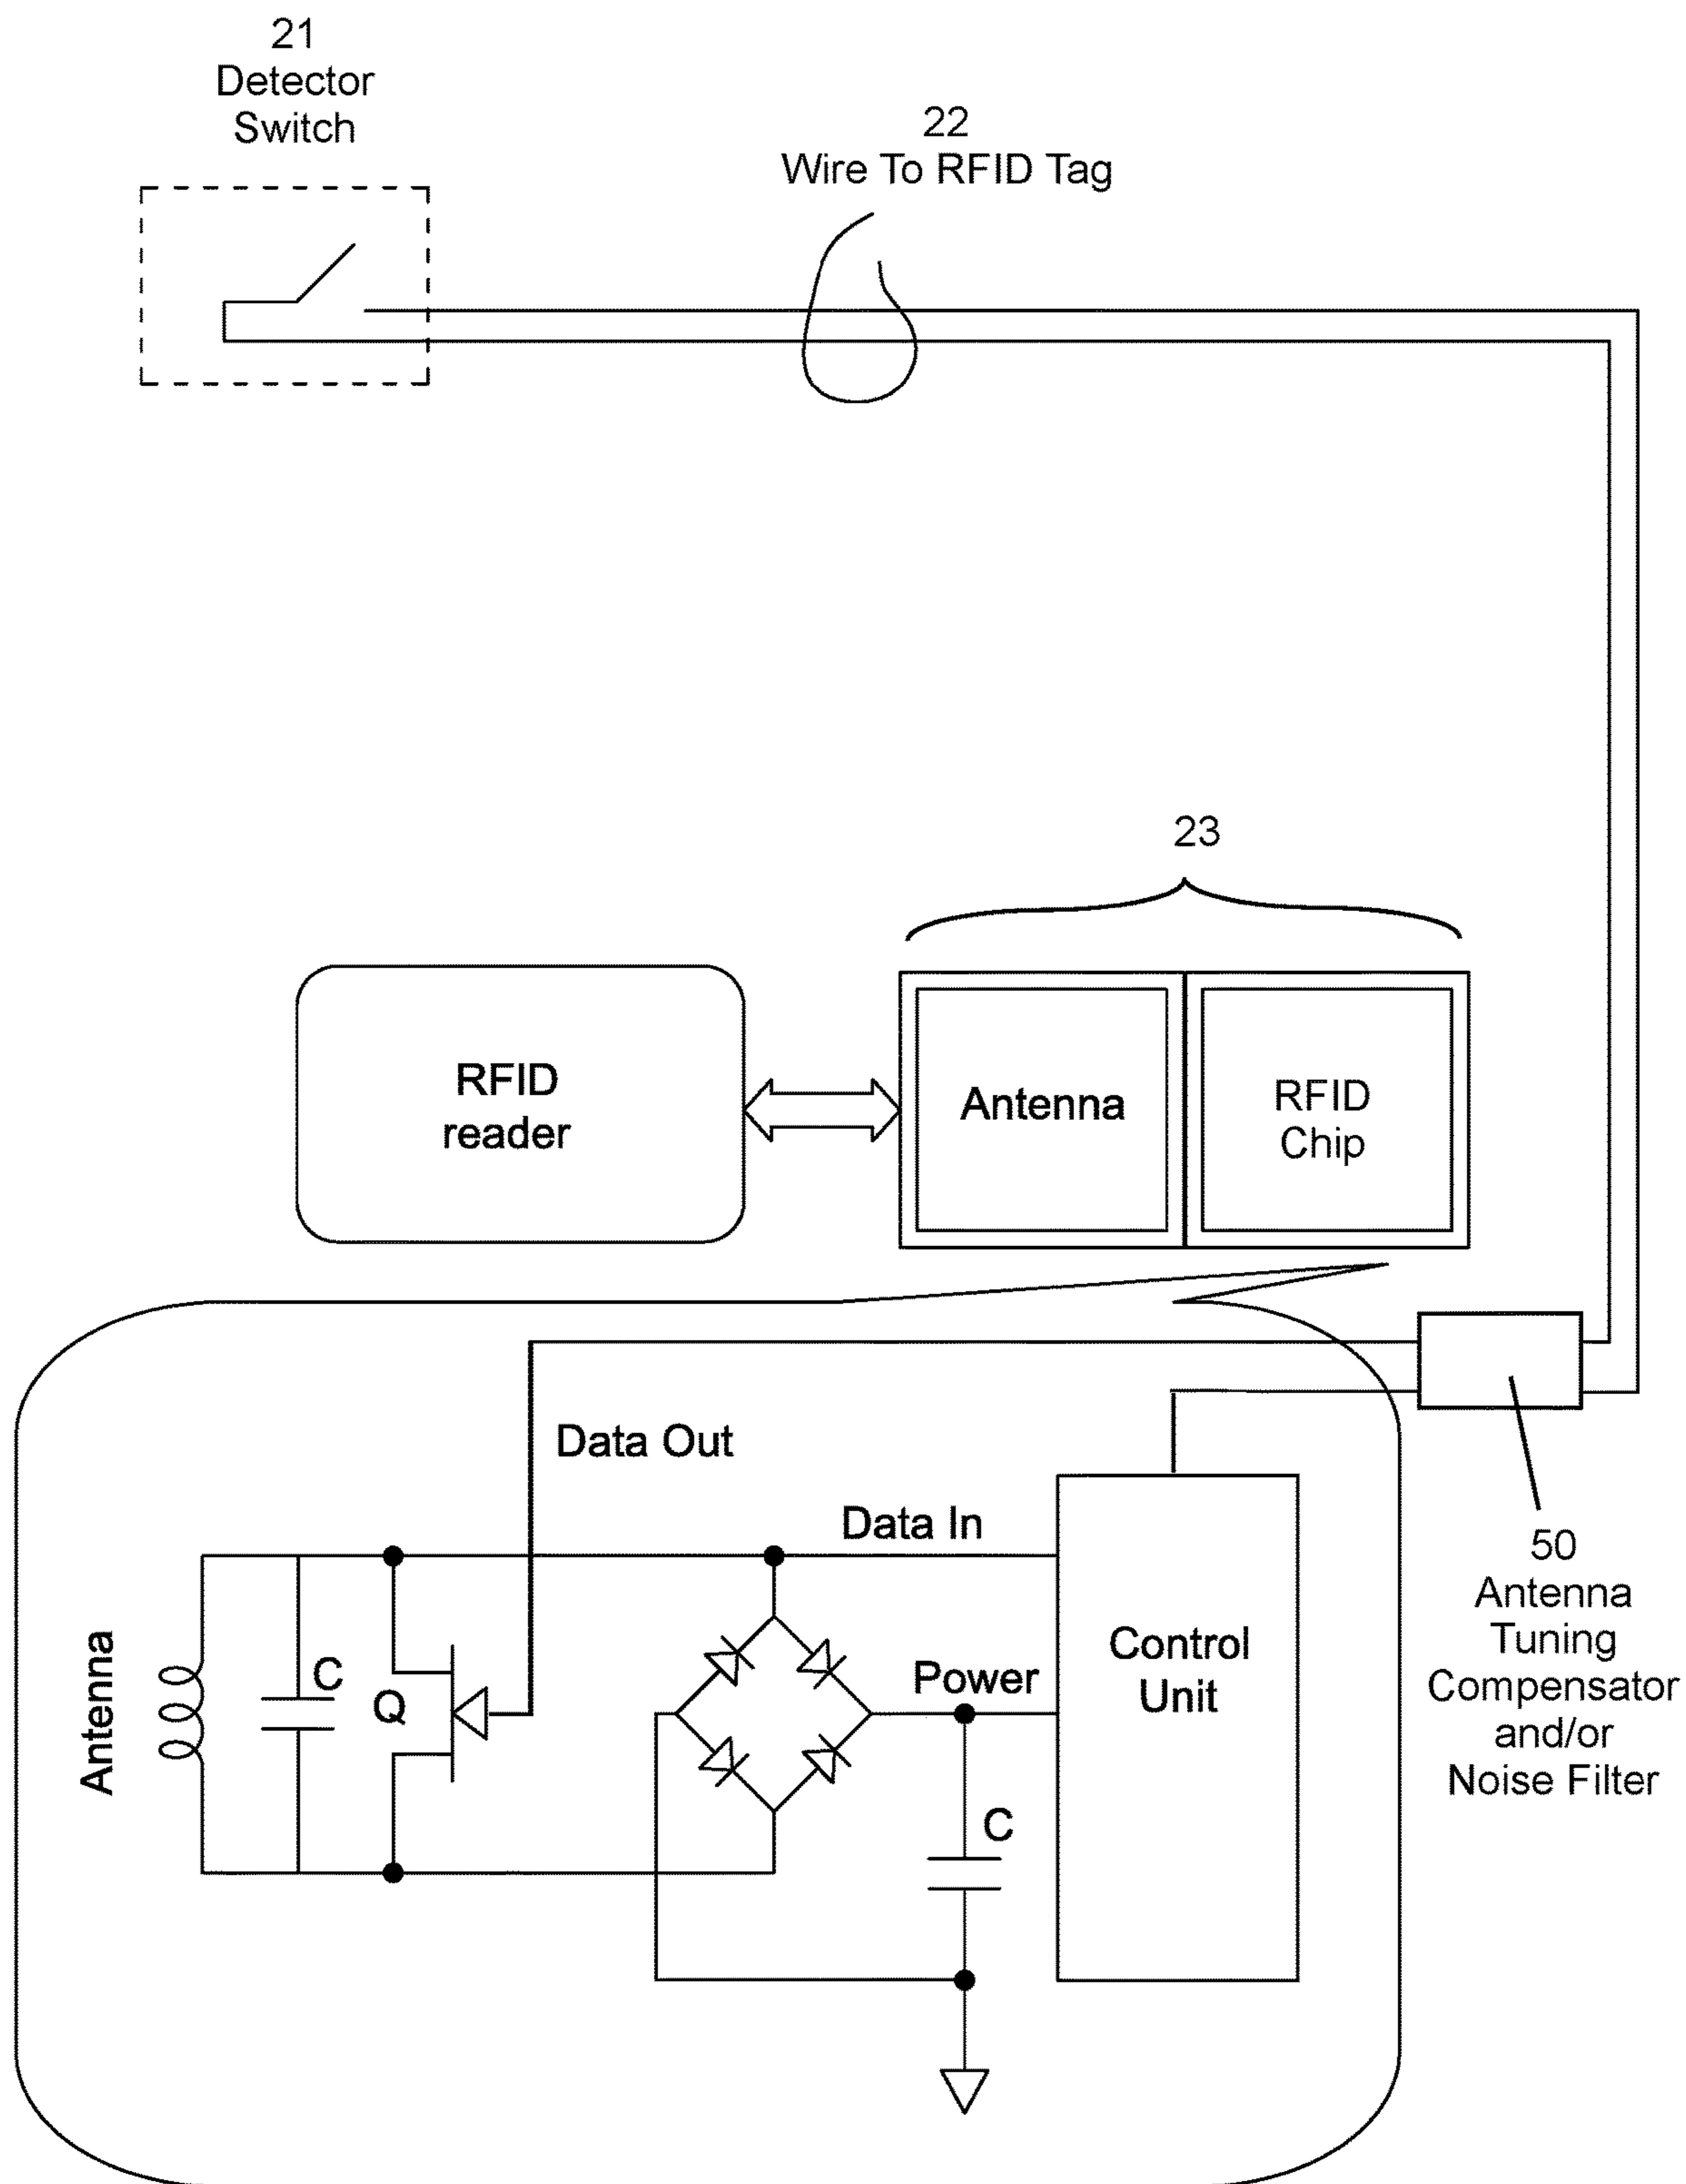 21
Detector
Switch
22
Wire To RFID Tag
23
RFID
reader
Antenna
RFID
Chip
Data Out
Data In
Antenna
C
Q
Power
C
Control
Unit
50
Antenna
Tuning
Compensator
and/or
Noise Filter